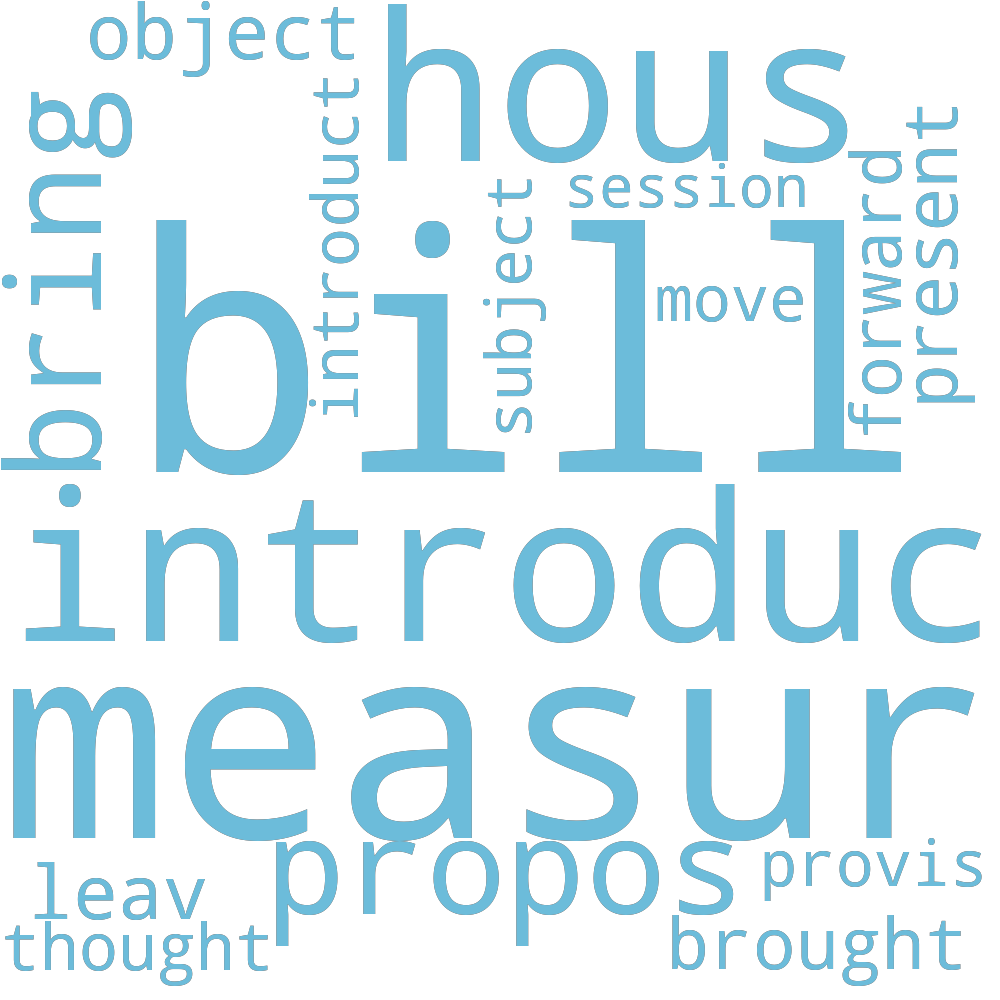 object
hous
bring
introduct
session
subject
forward
present
bill
move
introduc
measur
propos
provis
leav
thought
brought